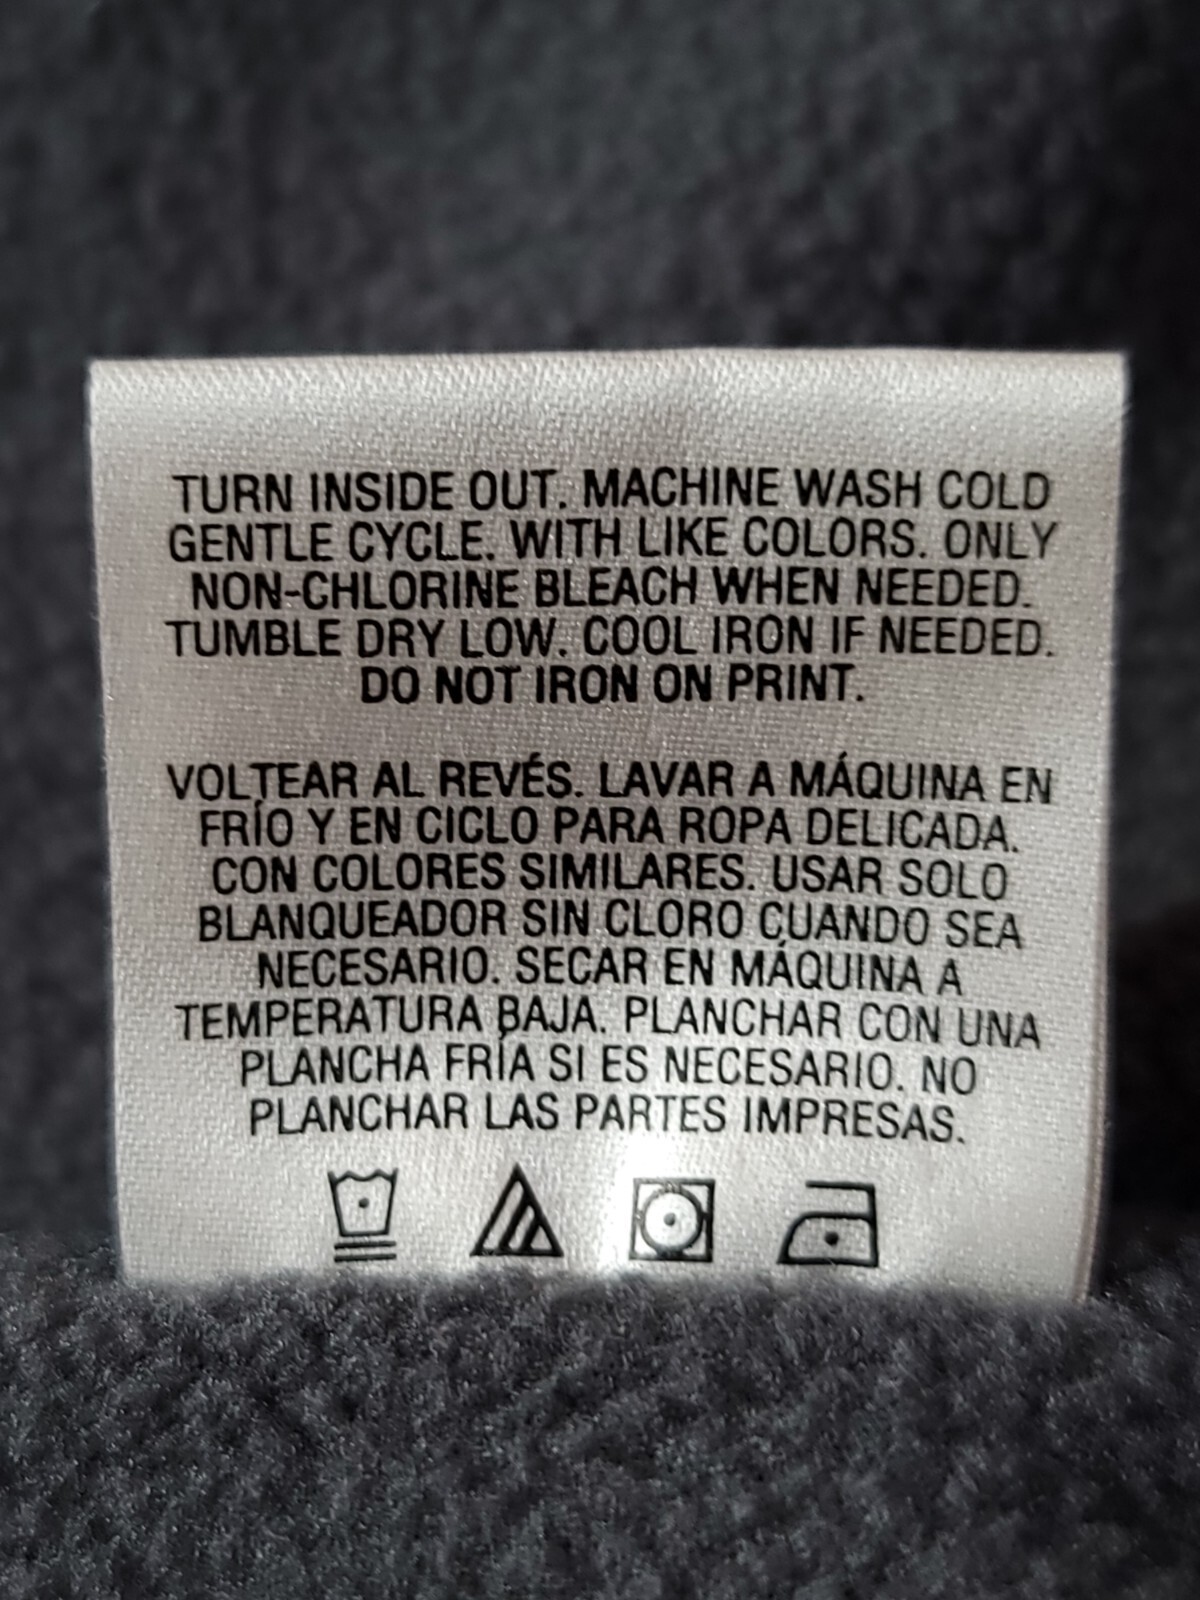 TURN INSIDE OUT. MACHINE WASH COLD
GENTLE CYCLE. WITH LIKE COLORS. ONLY
NON-CHLORINE BLEACH WHEN NEEDED.
TUMBLE DRY LOW. COOL IRON IF NEEDED.
DO NOT IRON ON PRINT.
VOLTEAR AL REVÉS. LAVAR A MÁQUINA EN
FRÍO Y EN CICLO PARA ROPA DELICADA.
CON COLORES SIMILARES. USAR SOLO
BLANQUEADOR SIN CLORO CUANDO SEA
NECESARIO. SECAR EN MÁQUINA A
TEMPERATURA BAJA. PLANCHAR CON UNA
PLANCHA FRÍA SI ES NECESARIO. NO
PLANCHAR LAS PARTES IMPRESAS.